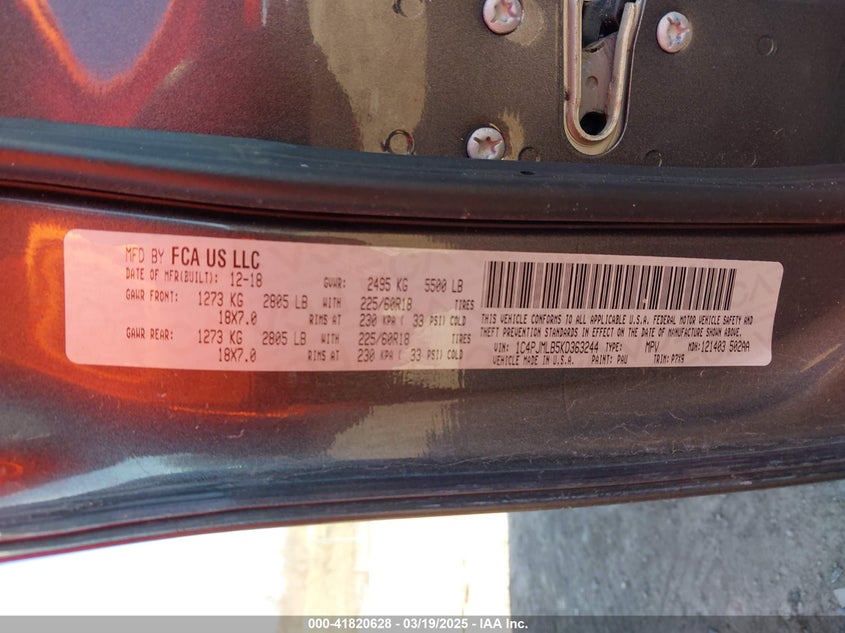 MFD BY FCA US LLC
DATE OF MFR(BUILT): 12-18 GVWR: 2495 KG 5500 LB
GAWR FRONT: 1273 KG 2805 LB WITH 225/60R18 TIRES
18X7.0 RIMS AT 230 KPA ( 33 PSI) COLD
GAWR REAR: 1273 KG 2805 LB WITH 225/60R18 TIRES
18X7.0 RIMS AT 230 KPA ( 33 PSI) COLD
THIS VEHICLE CONFORMS TO ALL APPLICABLE U.S.A. FEDERAL MOTOR VEHICLE SAFETY AND
THEFT PREVENTION STANDARDS IN EFFECT ON THE DATE OF MANUFACTURE SHOWN ABOVE.
VIN: 1C4PJMLB5KD363244 TYPE: MPV MDH: 121403 502AA
VEHICLE MADE IN U.S.A. PAINT: PAU TRIM: P7X9
000-41820628 - 03/19/2025 - IAA Inc.